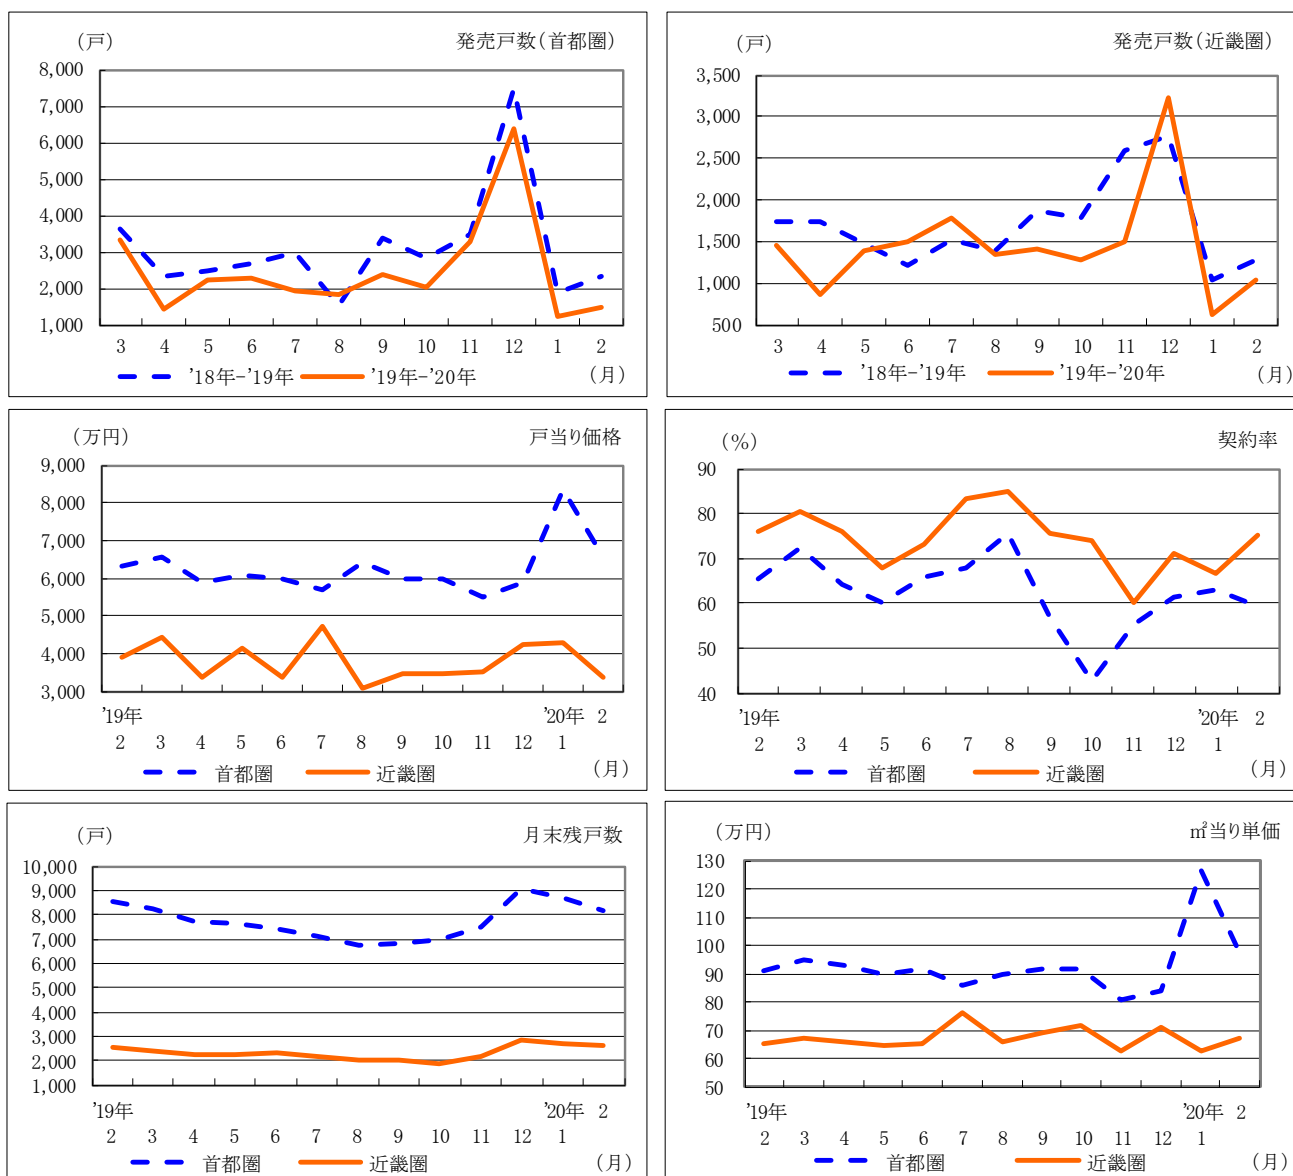 (戸)
発売戸数(首都圏)
8,000
7,000
6,000
5,000
4,000
3,000
2,000
1,000
3 4 5 6 7 8 9 10 11 12 1 2
'18年-'19年 '19年-'20年 (月)
(戸)
発売戸数(近畿圏)
3,500
3,000
2,500
2,000
1,500
1,000
500
3 4 5 6 7 8 9 10 11 12 1 2
'18年-'19年 '19年-'20年 (月)
(万円)
戸当り価格
9,000
8,000
7,000
6,000
5,000
4,000
3,000
'19年 '20年 2
2 3 4 5 6 7 8 9 10 11 12 1
首都圏 近畿圏 (月)
(%)
契約率
90
80
70
60
50
40
'19年 '20年 2
2 3 4 5 6 7 8 9 10 11 12 1
首都圏 近畿圏 (月)
(戸)
月末残戸数
10,000
9,000
8,000
7,000
6,000
5,000
4,000
3,000
2,000
1,000
'19年 '20年 2
2 3 4 5 6 7 8 9 10 11 12 1
首都圏 近畿圏 (月)
(万円)
㎡当り単価
130
120
110
100
90
80
70
60
50
'19年 '20年 2
2 3 4 5 6 7 8 9 10 11 12 1
首都圏 近畿圏 (月)